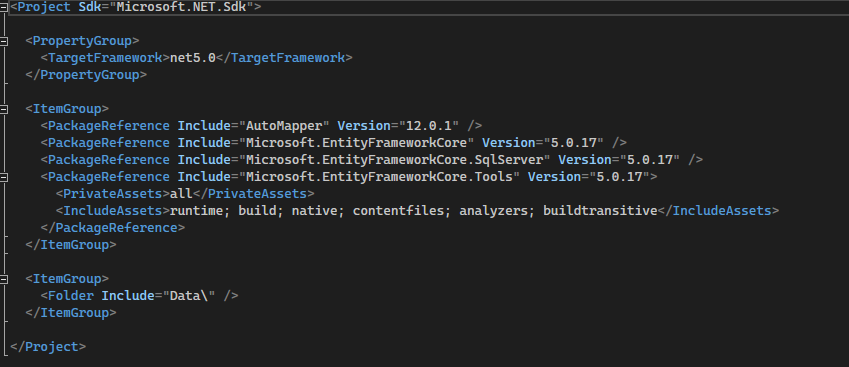 <Project Sdk="Microsoft.NET.Sdk">
<PropertyGroup>
<TargetFramework>net5.0</TargetFramework>
</PropertyGroup>
<ItemGroup>
<PackageReference Include="AutoMapper" Version="12.0.1" />
<PackageReference Include="Microsoft.EntityFrameworkCore" Version="5.0.17" />
<PackageReference Include="Microsoft.EntityFrameworkCore.SqlServer" Version="5.0.17" />
<PackageReference Include="Microsoft.EntityFrameworkCore.Tools" Version="5.0.17">
<PrivateAssets>all</PrivateAssets>
<IncludeAssets>runtime; build; native; contentfiles; analyzers; buildtransitive</IncludeAssets>
</PackageReference>
</ItemGroup>
<ItemGroup>
<Folder Include="Data\" />
</ItemGroup>
</Project>